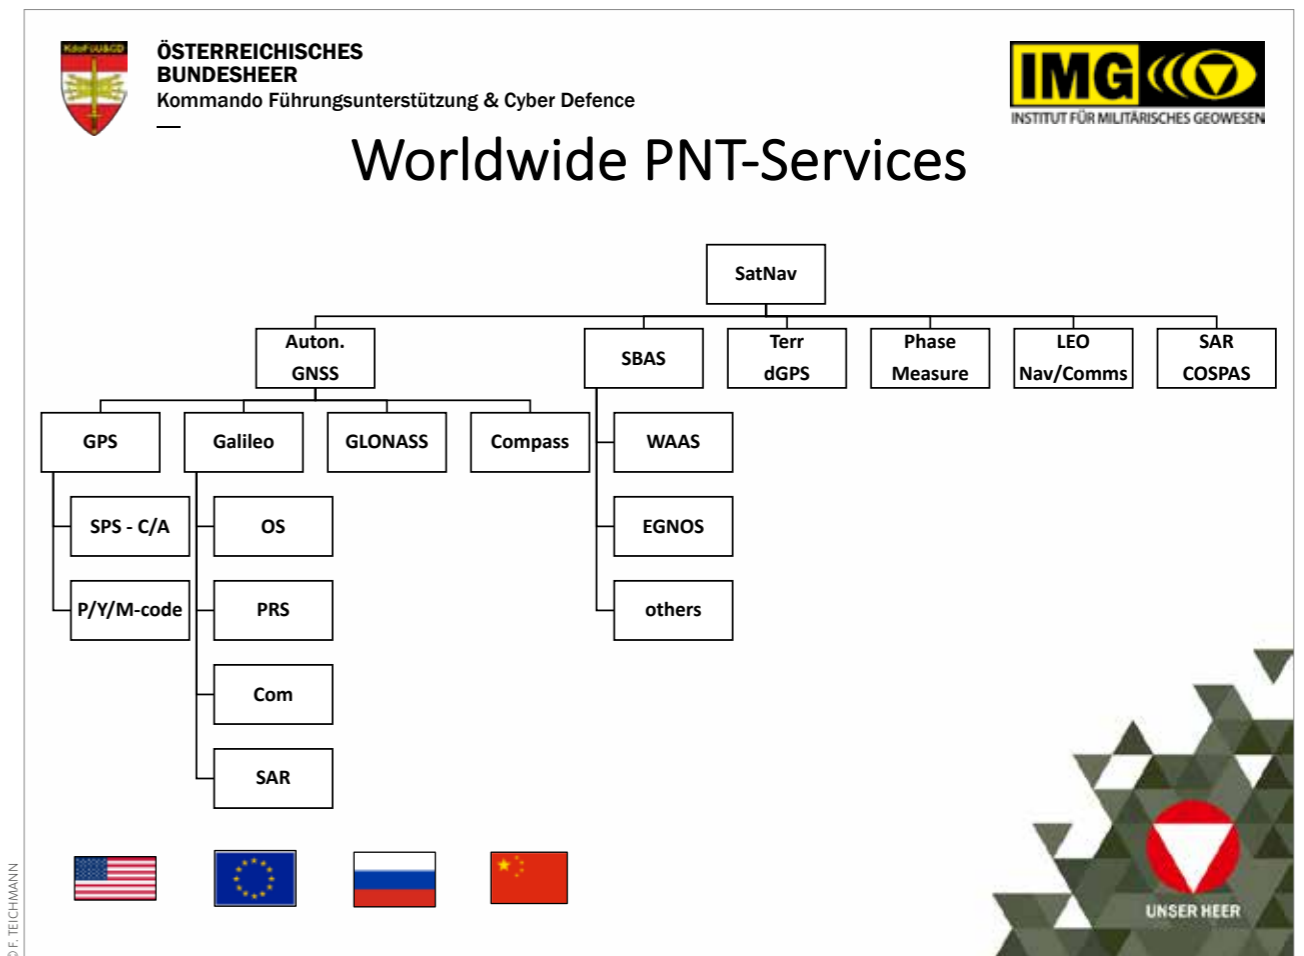 KdoFüU&CD
ÖSTERREICHISCHES
BUNDESHEER
Kommando Führungsunterstützung & Cyber Defence
IMG
INSTITUT FÜR MILITÄRISCHES GEOWESEN
Worldwide PNT-Services
SatNav
Auton.
GNSS
SBAS
Terr
dGPS
Phase
Measure
LEO
Nav/Comms
SAR
COSPAS
GPS
Galileo
GLONASS
Compass
WAAS
SPS - C/A
OS
EGNOS
P/Y/M-code
PRS
others
Com
SAR
UNSER HEER
© F. TEICHMANN